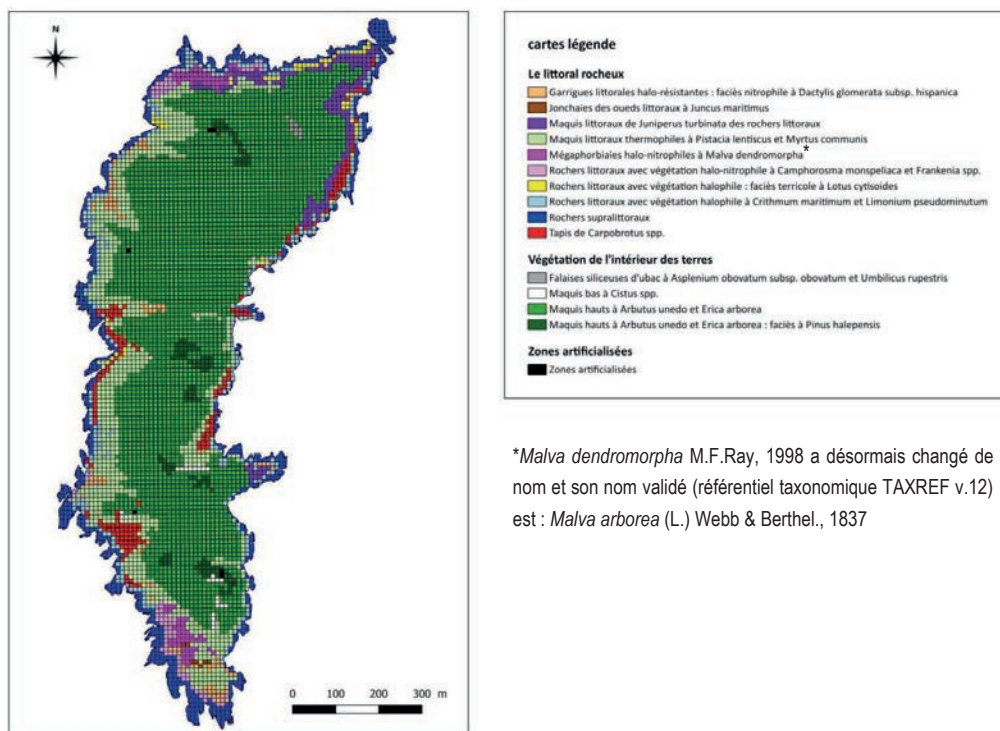 N
0 100 200 300 m
cartes légende
Le littoral rocheux
Garrigues littorales halo-résistantes : faciès nitrophile à Dactylis glomerata subsp. hispanica
Jonchaies des oueds littoraux à Juncus maritimus
Maquis littoraux de Juniperus turbinata des rochers littoraux
Maquis littoraux thermophiles à Pistacia lentiscus et Myrtus communis
Mégaphorbiaies halo-nitrophiles à Malva dendromorpha*
Rochers littoraux avec végétation halo-nitrophile à Camphorosma monspeliaca et Frankenia spp.
Rochers littoraux avec végétation halophile : faciès terricole à Lotus cytisoides
Rochers littoraux avec végétation halophile à Crithmum maritimum et Limonium pseudominutum
Rochers supralittoraux
Tapis de Carpobrotus spp.
Végétation de l'intérieur des terres
Falaises siliceuses d'ubac à Asplenium obovatum subsp. obovatum et Umbilicus rupestris
Maquis bas à Cistus spp.
Maquis hauts à Arbutus unedo et Erica arborea
Maquis hauts à Arbutus unedo et Erica arborea : faciès à Pinus halepensis
Zones artificialisées
Zones artificialisées
*Malva dendromorpha M.F.Ray, 1998 a désormais changé de
nom et son nom validé (référentiel taxonomique TAXREF v.12)
est : Malva arborea (L.) Webb & Berthel., 1837